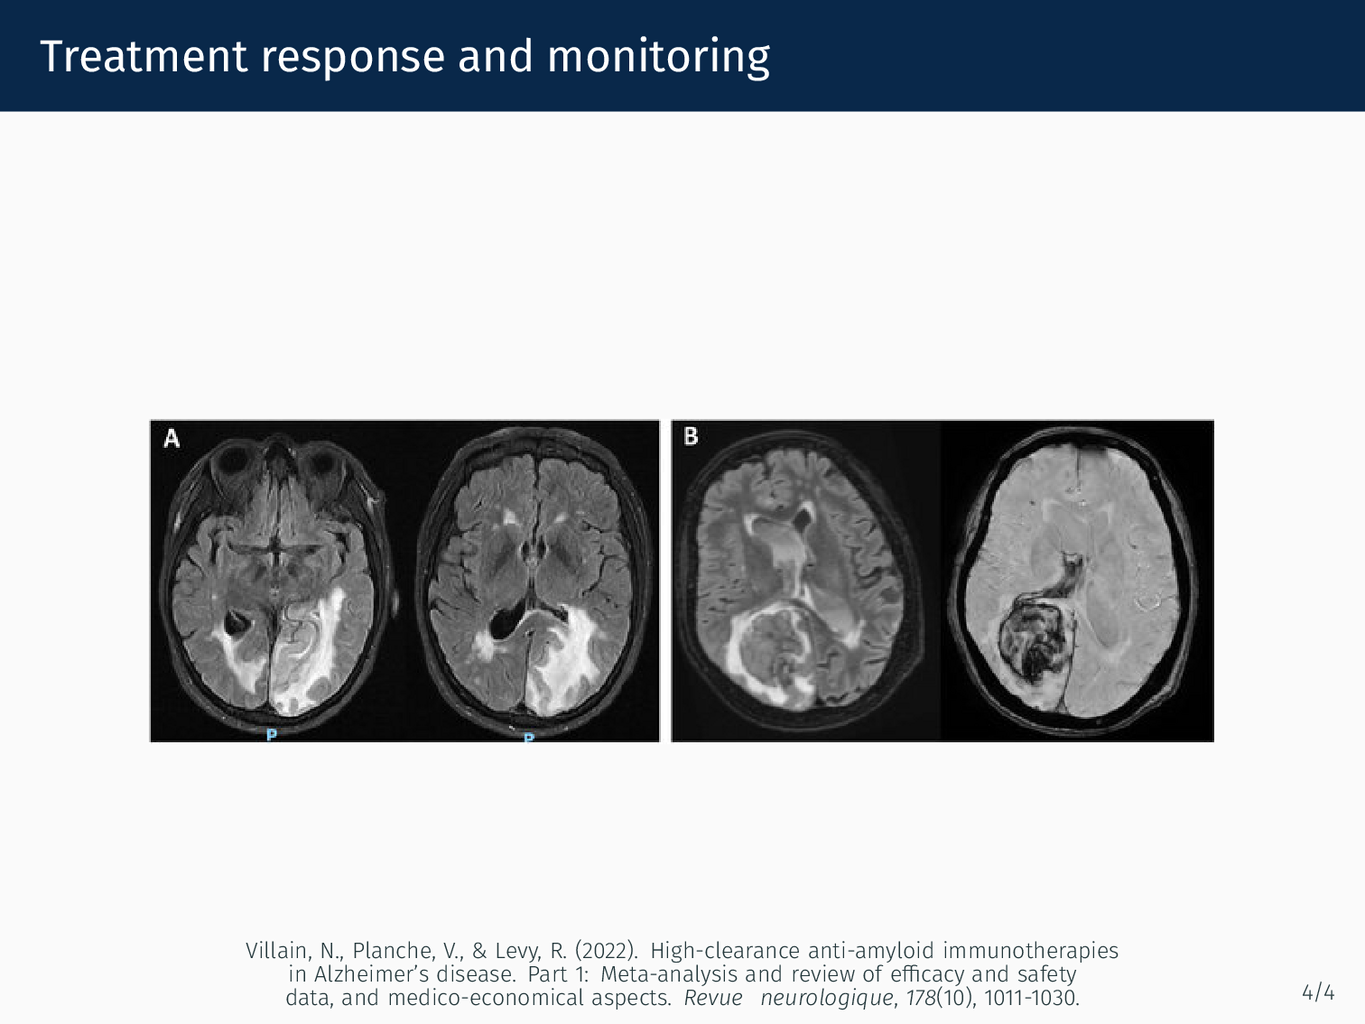 Treatment response and monitoring
A
B
P
P
Villain, N., Planche, V., & Levy, R. (2022). High-clearance anti-amyloid immunotherapies
in Alzheimer’s disease. Part 1: Meta-analysis and review of efficacy and safety
data, and medico-economical aspects. Revue neurologique, 178(10), 1011-1030.
4/4